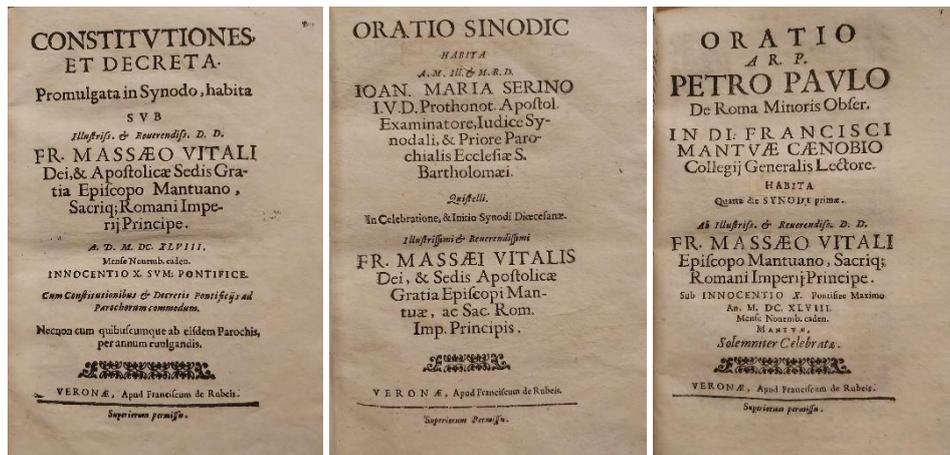 CONSTITVTIONES,
ET DECRETA.
Promulgata in Synodo, habita
SVB
Illustriss. & Reuerendiss. D. D.
FR. MASSÆO VITALI
Dei, & Apostolicæ Sedis Gra-
tia Episcopo Mantuano,
Sacriq; Romani Impe-
rij Principe.
A. D. M. DC. XLVIII.
Mense Nouemb. caden.
INNOCENTIO X. SVM: PONTIFICE.
Cum Constitutionibus & Decretis Pontificijs ad
Parochorum commodum.
Necnon cum quibuscumque ab eisdem Parochis,
per annum euulgandis.
VERONÆ, Apud Franciscum de Rubeis.
Superiorum permissu.
ORATIO SINODIC
HABITA
A. M. Ill. & M. R. D.
IOAN. MARIA SERINO
I.V.D. Prothonot. Apostol.
Examinatore, Iudice Sy-
nodali, & Priore Paro-
chialis Ecclesiæ S.
Bartholomæi.
Quistelli.
In Celebratione, & Initio Synodi Diœcesanæ.
Illustrissimi & Reuerendissimi
FR. MASSÆI VITALIS
Dei, & Sedis Apostolicæ
Gratia Episcopi Man-
tuæ, ac Sac. Rom.
Imp. Principis.
VERONÆ, Apud Franciscum de Rubeis.
Superiorum Permissu.
ORATIO
A R. P.
PETRO PAVLO
De Roma Minoris Obser.
IN DI: FRANCISCI
MANTVÆ CÆNOBIO
Collegij Generalis Lectore.
HABITA
Quarta die SYNODI primæ.
Ab Illustriss. & Reuerendiss. D. D.
FR. MASSÆO VITALI
Episcopo Mantuano, Sacriq;
Romani Imperij Principe.
Sub INNOCENTIO X. Pontifice Maximo
An. M. DC. XLVIII.
Mense Nouemb. caden.
MANTVÆ,
Solemniter Celebratæ.
VERONÆ, Apud Franciscum de Rubeis.
Superiorum permissu.